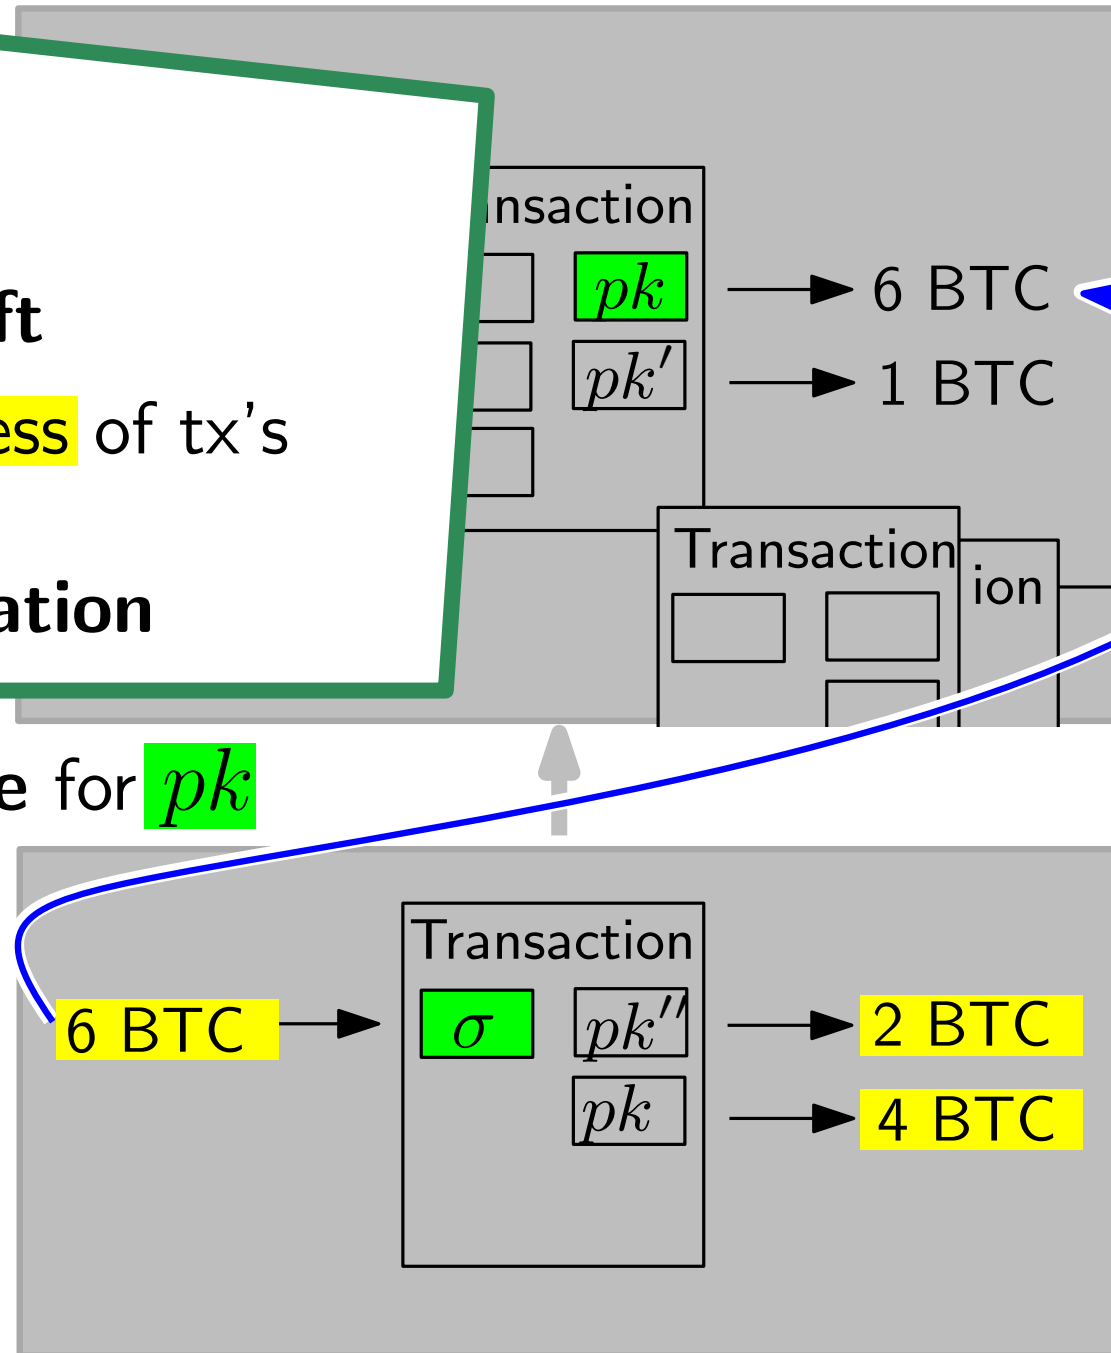 nsaction
pk
6 BTC
ft
pk′
1 BTC
ess of tx's
Transaction
ion
ation
e for pk
Transaction
6 BTC
σ
pk″
2 BTC
pk
4 BTC